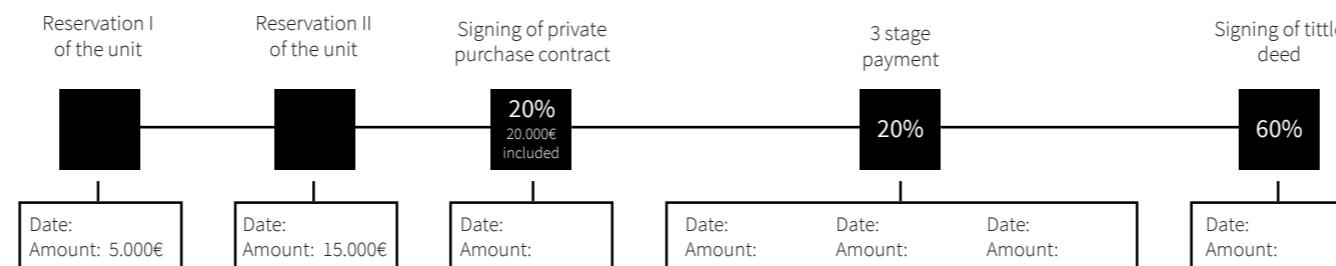 Reservation I
of the unit
Reservation II
of the unit
Signing of private
purchase contract
3 stage
payment
Signing of tittle
deed
20%
20.000€
included
20%
60%
Date:
Amount: 5.000€
Date:
Amount: 15.000€
Date:
Amount:
Date:
Amount:
Date:
Amount:
Date:
Amount:
Date:
Amount: